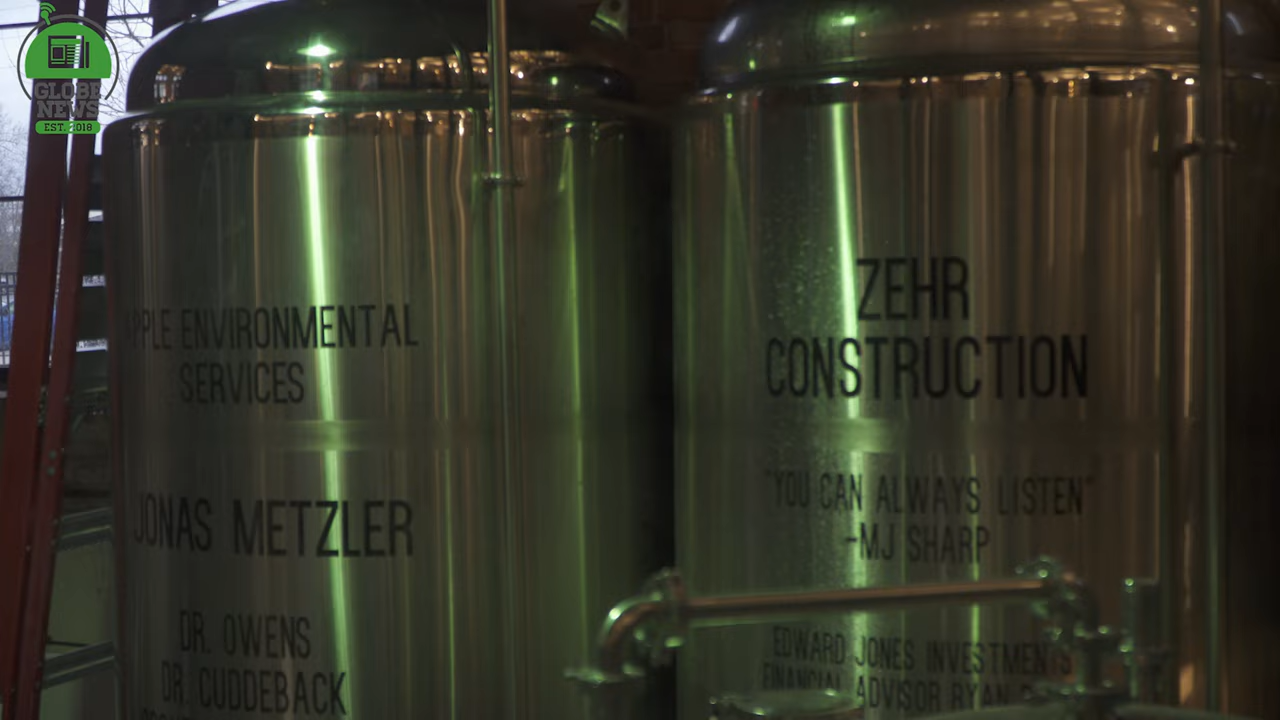 GLOBE
NEWS
EST. 2018
PPLE ENVIRONMENTAL
SERVICES
JONAS METZLER
DR. OWENS
DR. CUDDEBACK
ZEHR
CONSTRUCTION
"YOU CAN ALWAYS LISTEN"
-MJ SHARP
EDWARD JONES INVESTMENTS
FINANCIAL ADVISOR RYAN